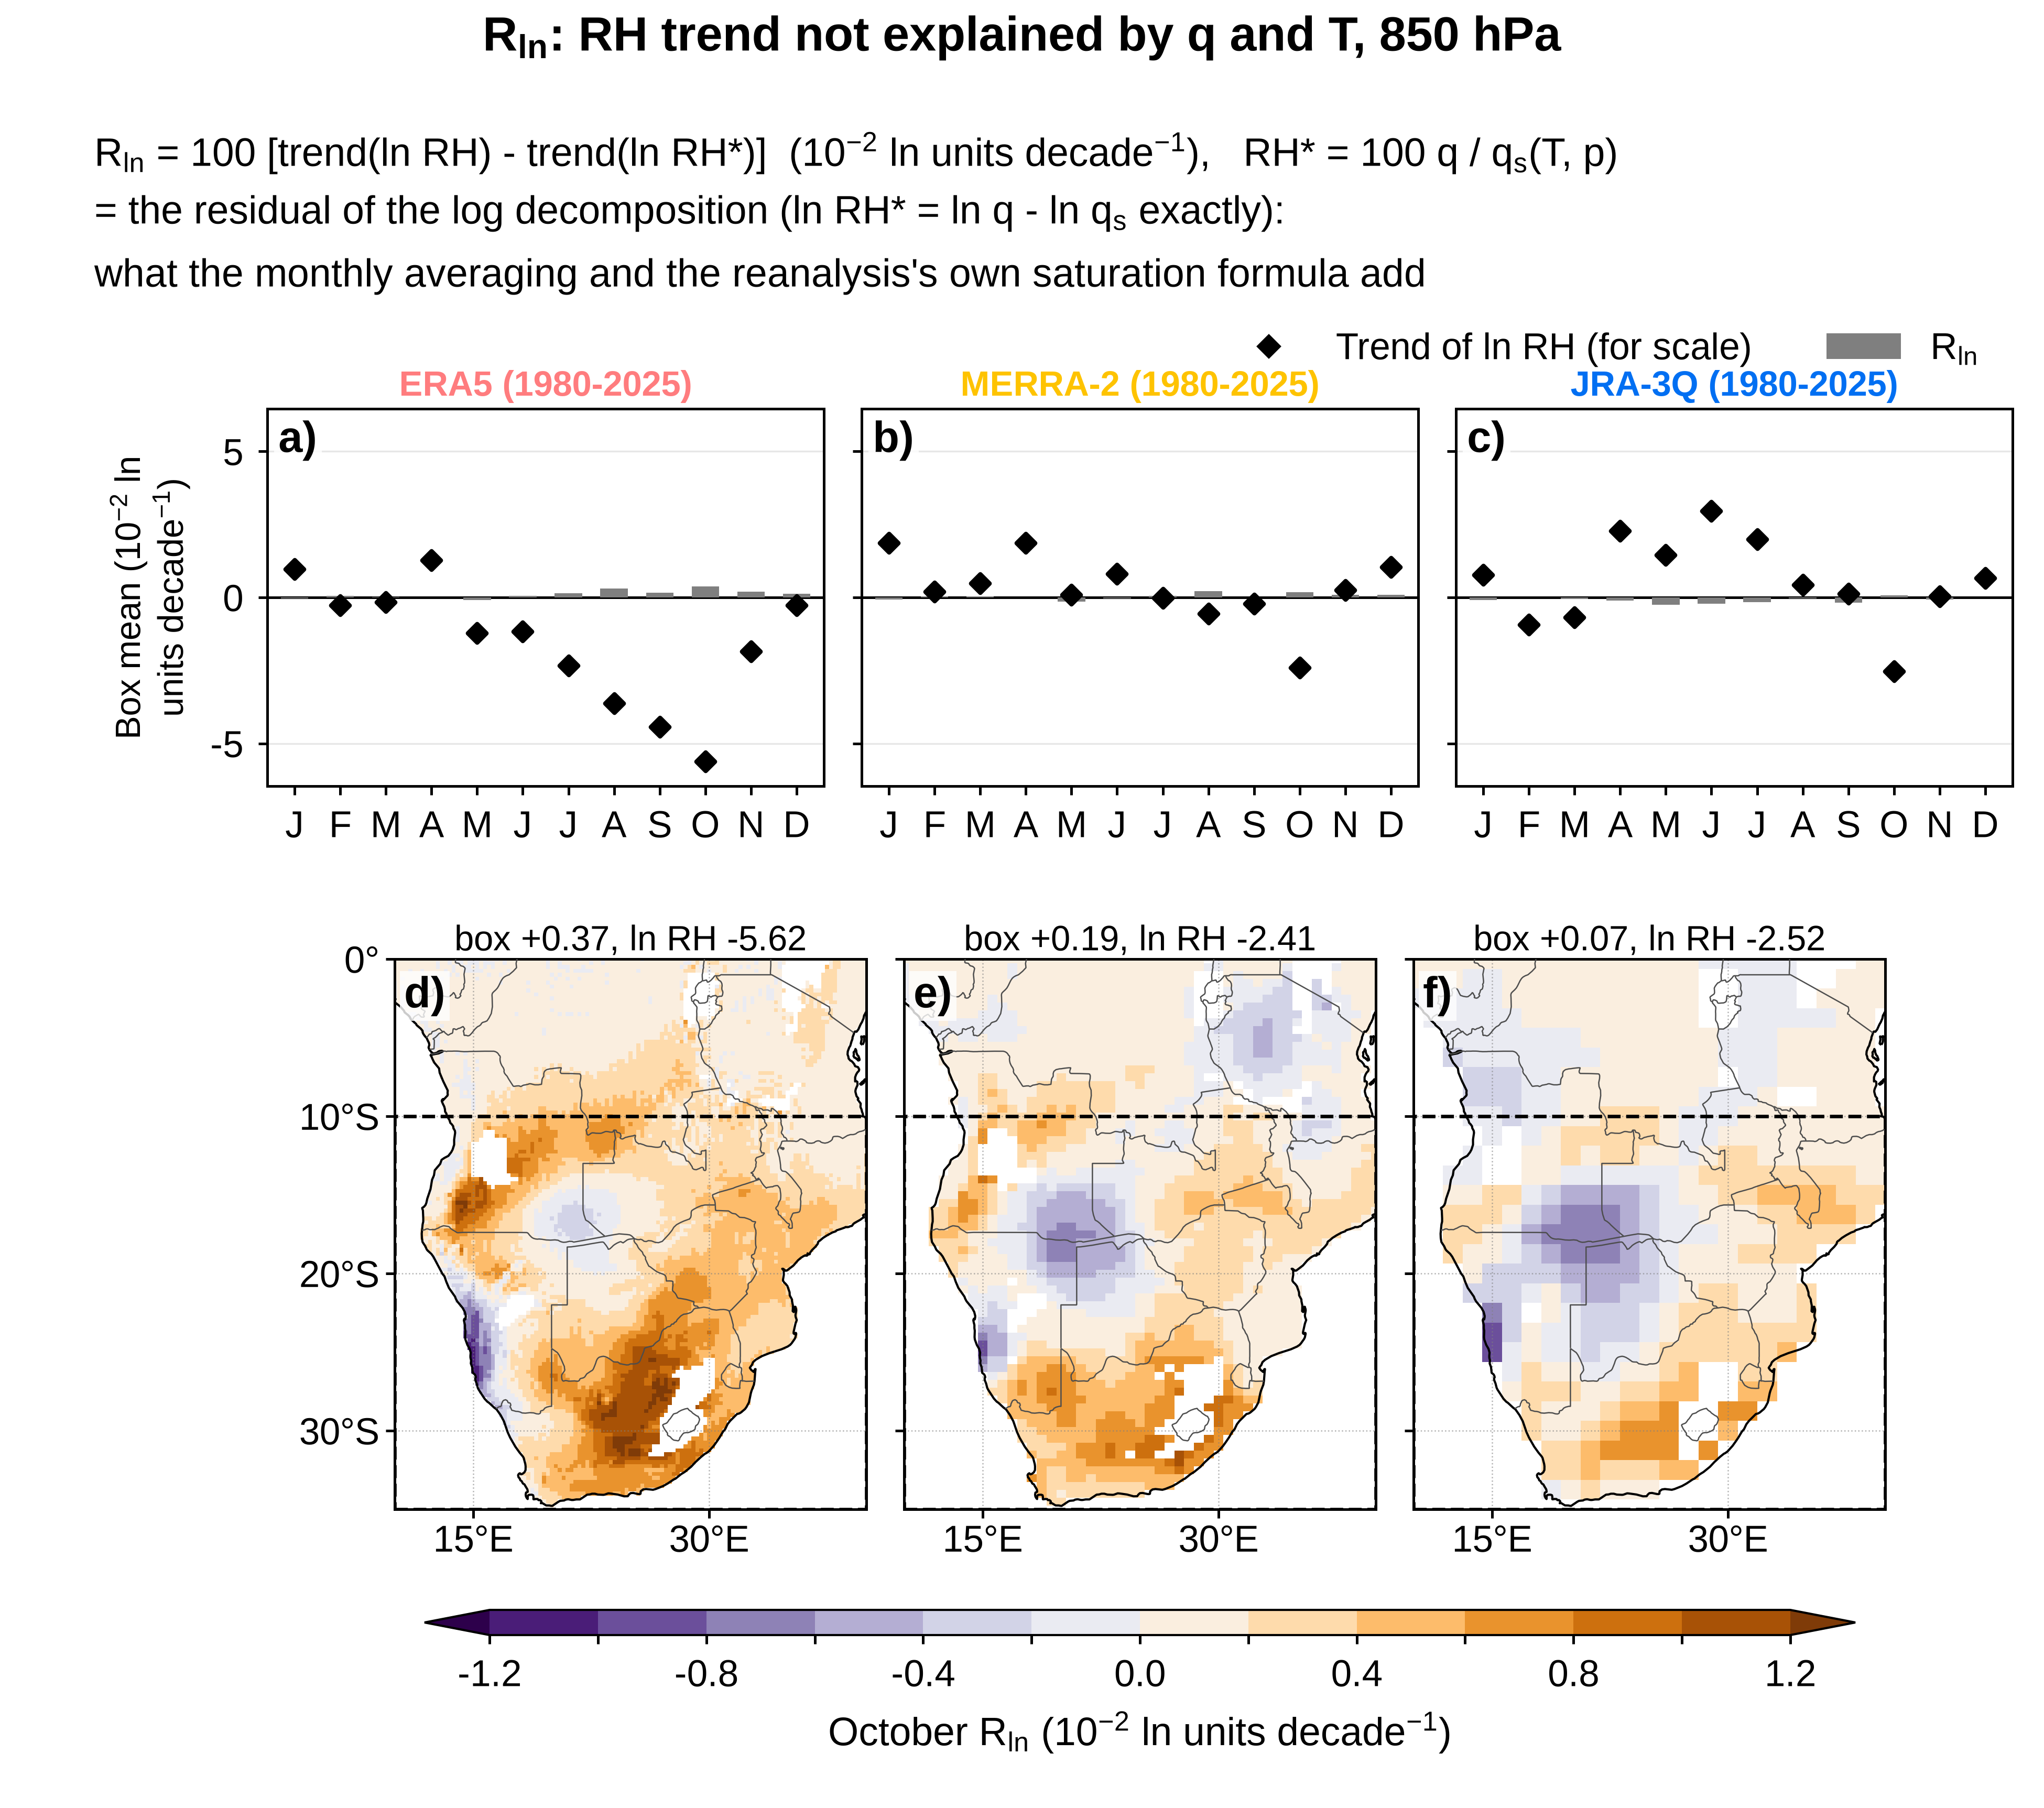 R_ln: RH trend not explained by q and T, 850 hPa
R_ln = 100 [trend(ln RH) - trend(ln RH*)]  (10⁻² ln units decade⁻¹),   RH* = 100 q / q_s(T, p)
= the residual of the log decomposition (ln RH* = ln q - ln q_s exactly):
what the monthly averaging and the reanalysis's own saturation formula add
Trend of ln RH (for scale)   R_ln
ERA5 (1980-2025)   MERRA-2 (1980-2025)   JRA-3Q (1980-2025)
a)   b)   c)
Box mean (10⁻² ln
units decade⁻¹)
5
0
-5
J F M A M J J A S O N D   J F M A M J J A S O N D   J F M A M J J A S O N D
box +0.37, ln RH -5.62   box +0.19, ln RH -2.41   box +0.07, ln RH -2.52
d)   e)   f)
0°
10°S
20°S
30°S
15°E   30°E   15°E   30°E   15°E   30°E
-1.2   -0.8   -0.4   0.0   0.4   0.8   1.2
October R_ln (10⁻² ln units decade⁻¹)